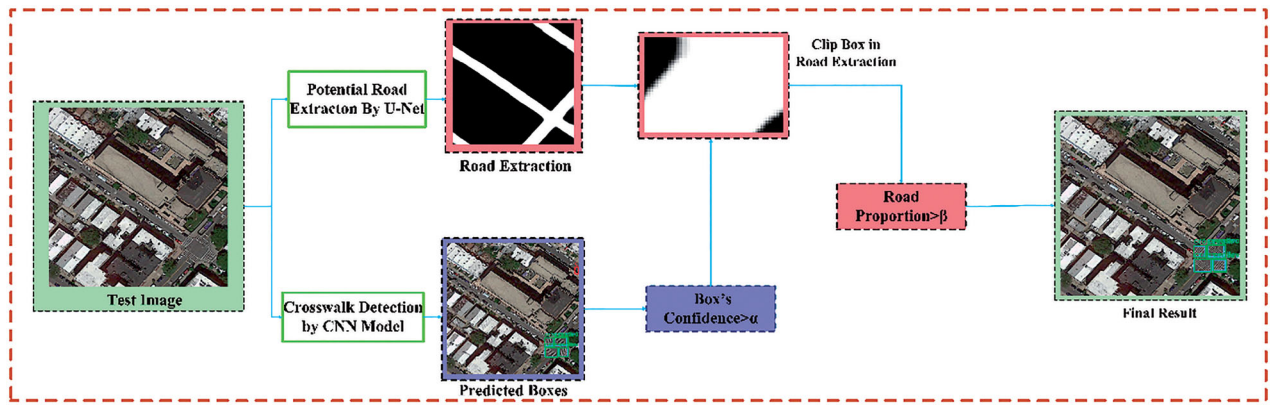 Test Image
Potential Road
Extracton By U-Net
Road Extraction
Clip Box in
Road Extraction
Crosswalk Detection
by CNN Model
Predicted Boxes
Box's
Confidence>α
Road
Proportion>β
Final Result